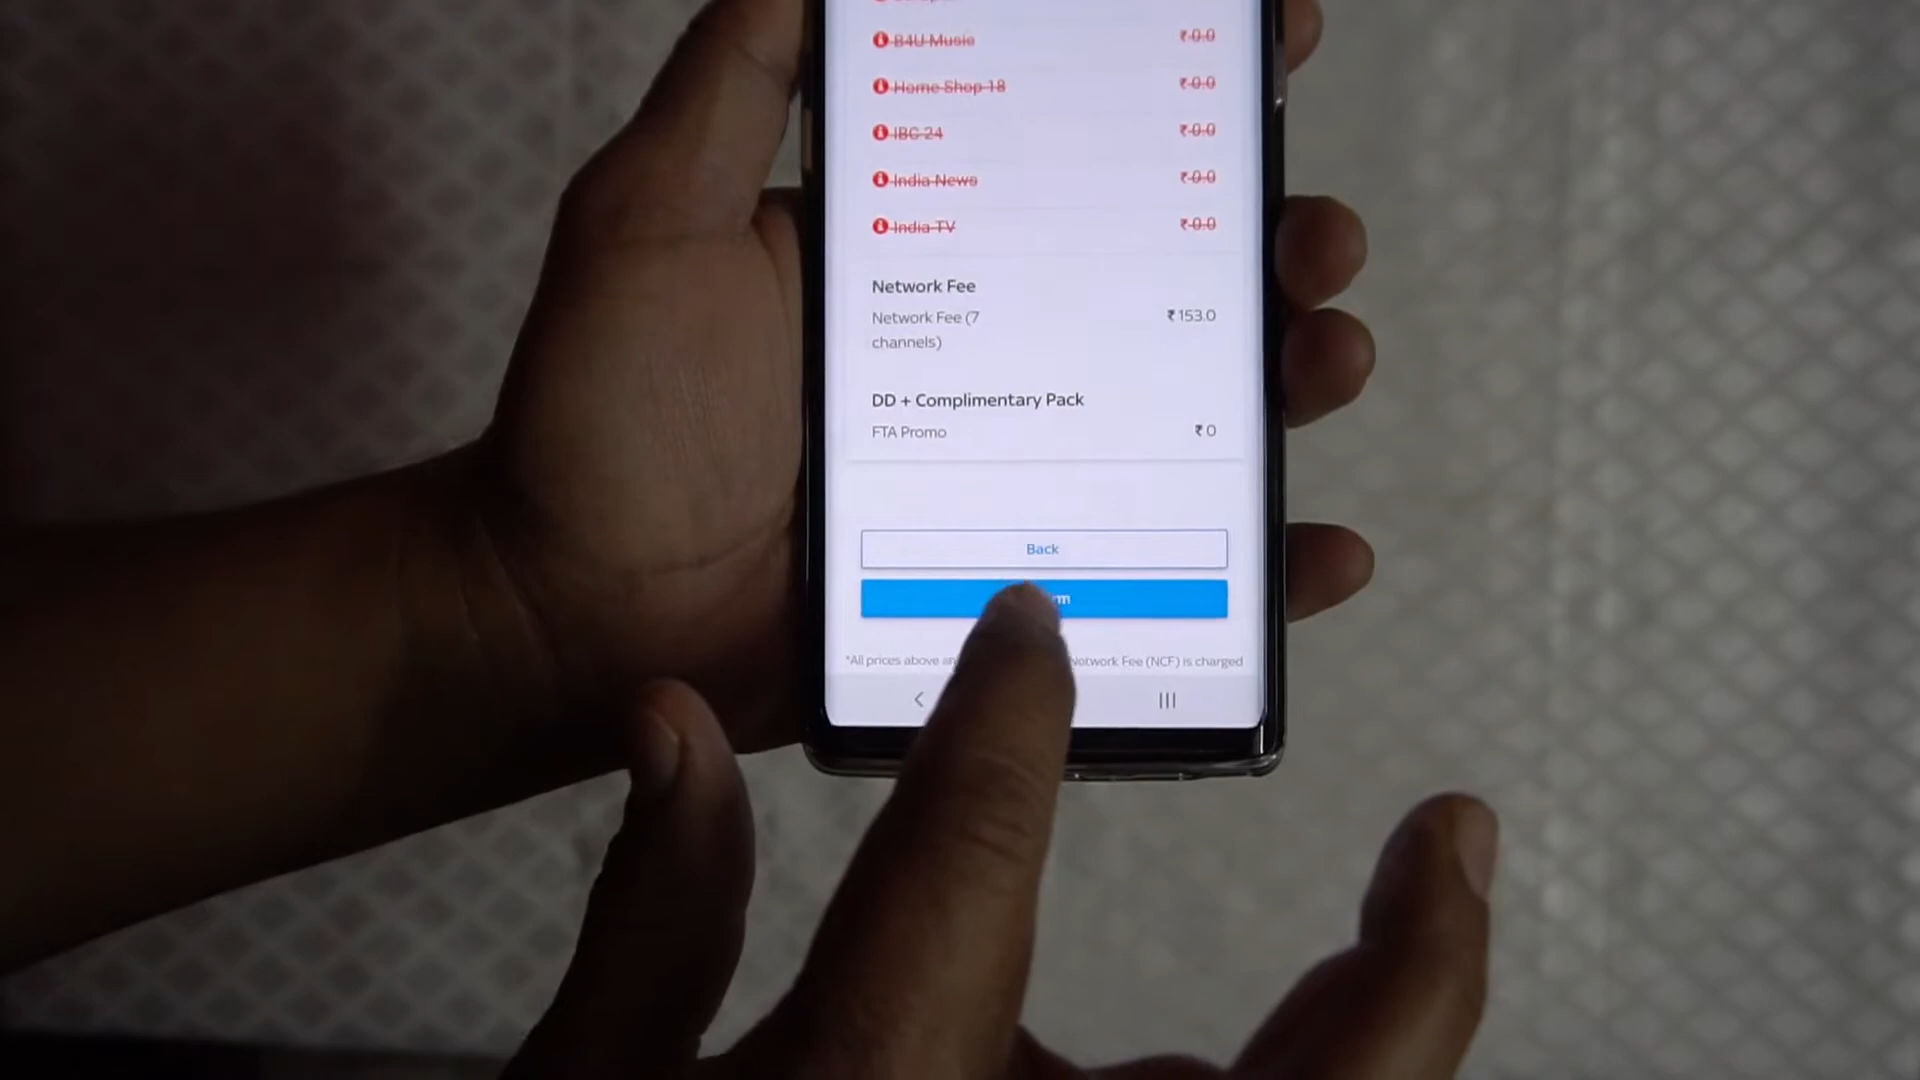 B4U Music ₹ 0.0
Home Shop 18 ₹ 0.0
IBC 24 ₹ 0.0
India News ₹ 0.0
India TV ₹ 0.0
Network Fee
Network Fee (7 ₹ 153.0
channels)
DD + Complimentary Pack
FTA Promo ₹ 0
Back
*All prices above Network Fee (NCF) is charged